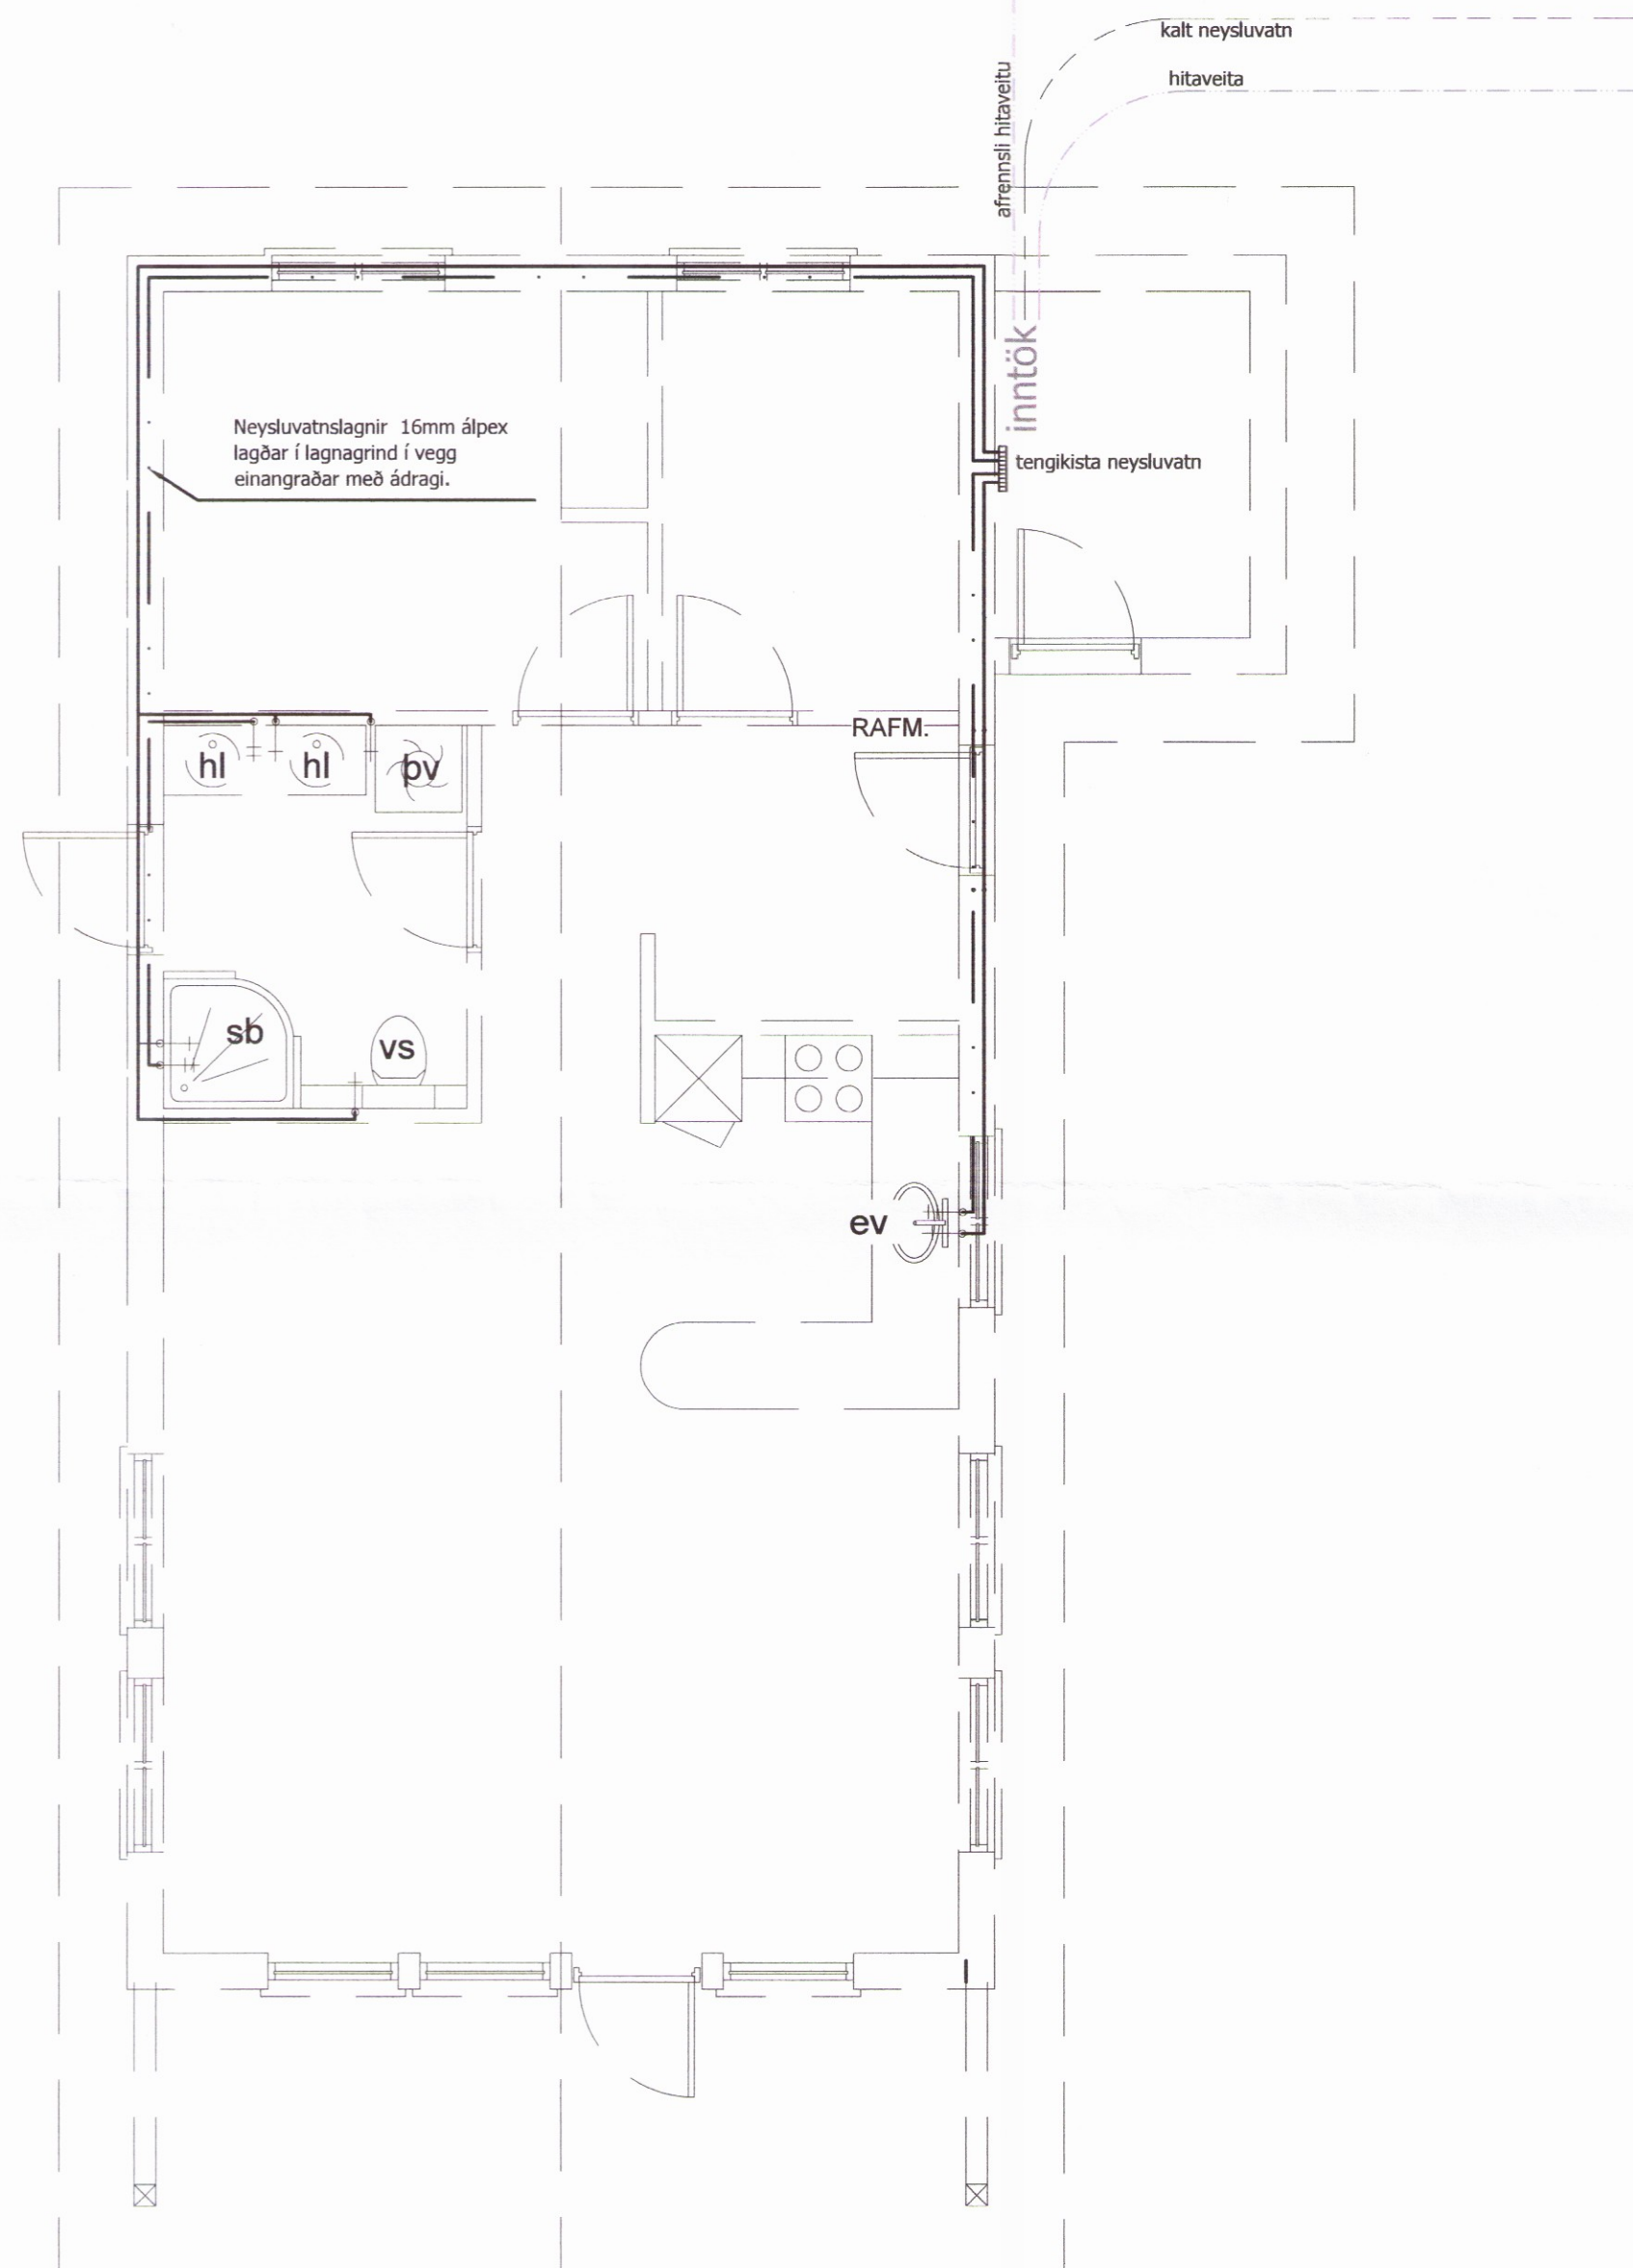 kalt neysluvatn
hitaveita
afrennsli hitaveitu
inntök
Neysluvatnslagnir 16mm álpex
lagðar í lagnagrind í vegg
einangraðar með ádragi.
tengikista neysluvatn
RAFM.
hl
hl
þv
sb
vs
ev